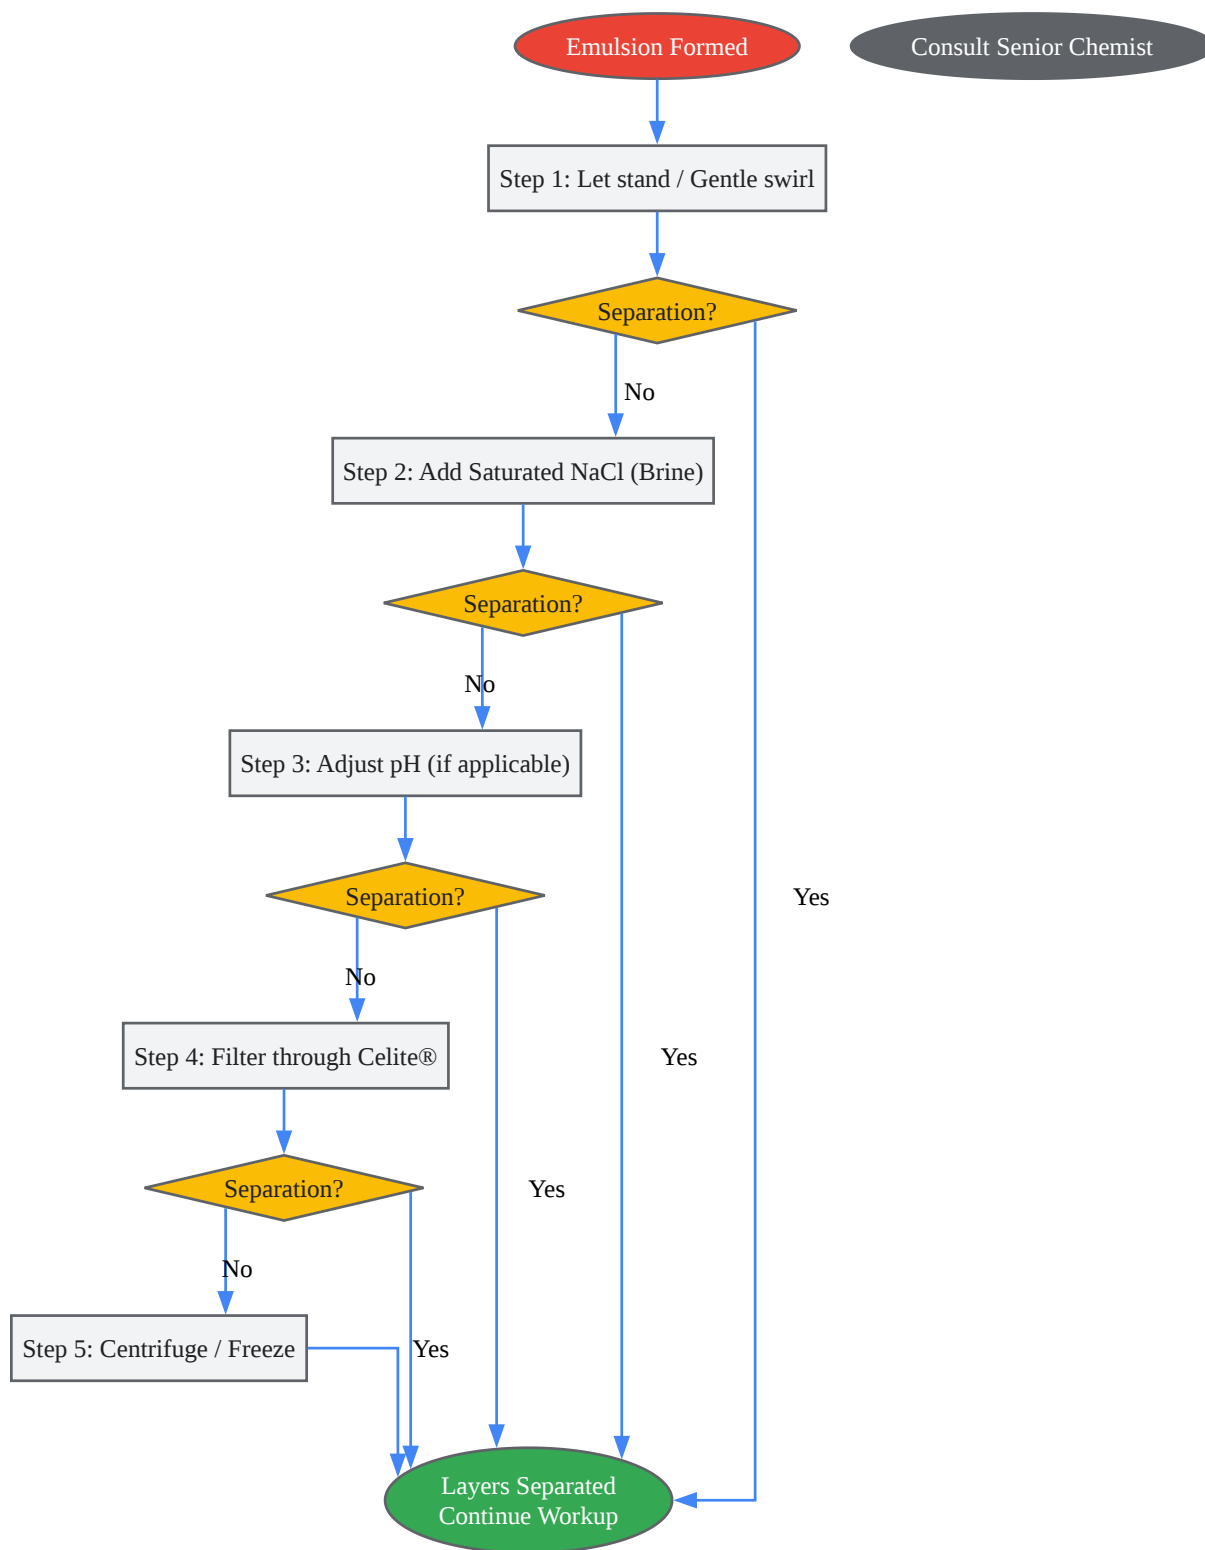 Emulsion Formed
Consult Senior Chemist
Step 1: Let stand / Gentle swirl
Separation?
No
Step 2: Add Saturated NaCl (Brine)
Separation?
No
Step 3: Adjust pH (if applicable)
Separation?
Yes
No
Step 4: Filter through Celite®
Yes
Separation?
Yes
No
Step 5: Centrifuge / Freeze
Yes
Layers Separated
Continue Workup